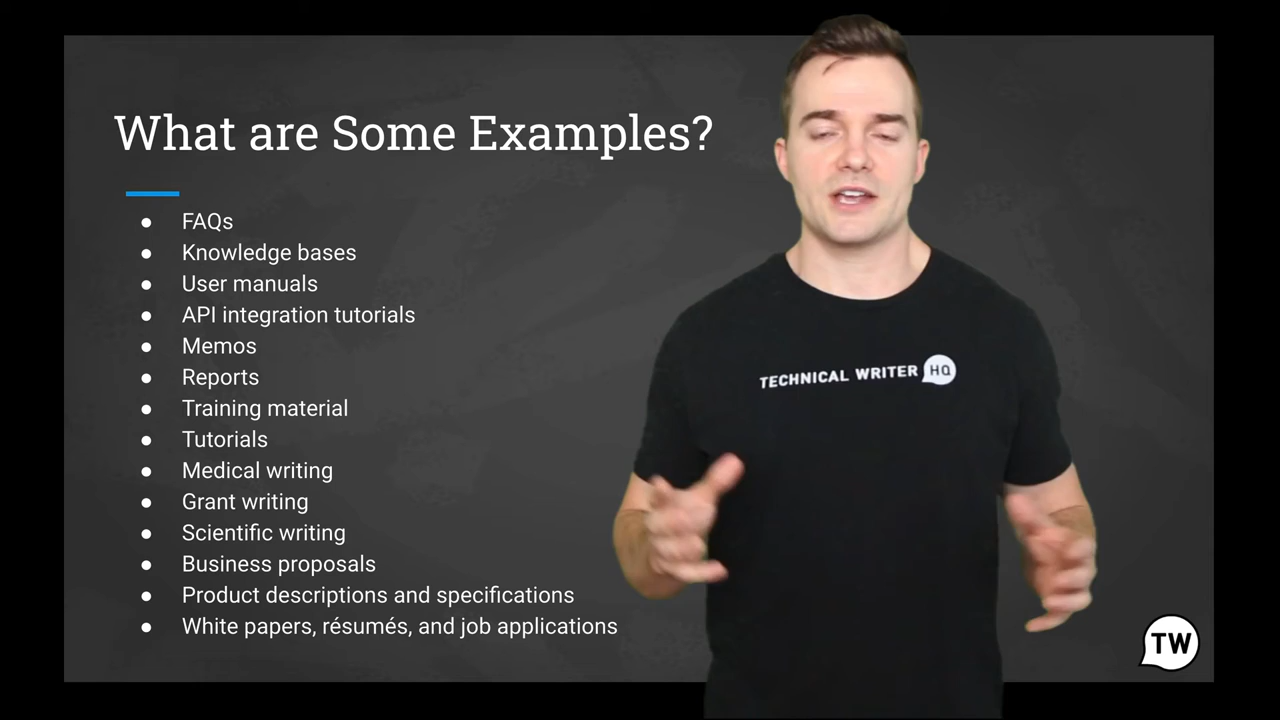 What are Some Examples?
● FAQs
● Knowledge bases
● User manuals
● API integration tutorials
● Memos
● Reports
● Training material
● Tutorials
● Medical writing
● Grant writing
● Scientific writing
● Business proposals
● Product descriptions and specifications
● White papers, résumés, and job applications
TECHNICAL WRITER HQ
TW